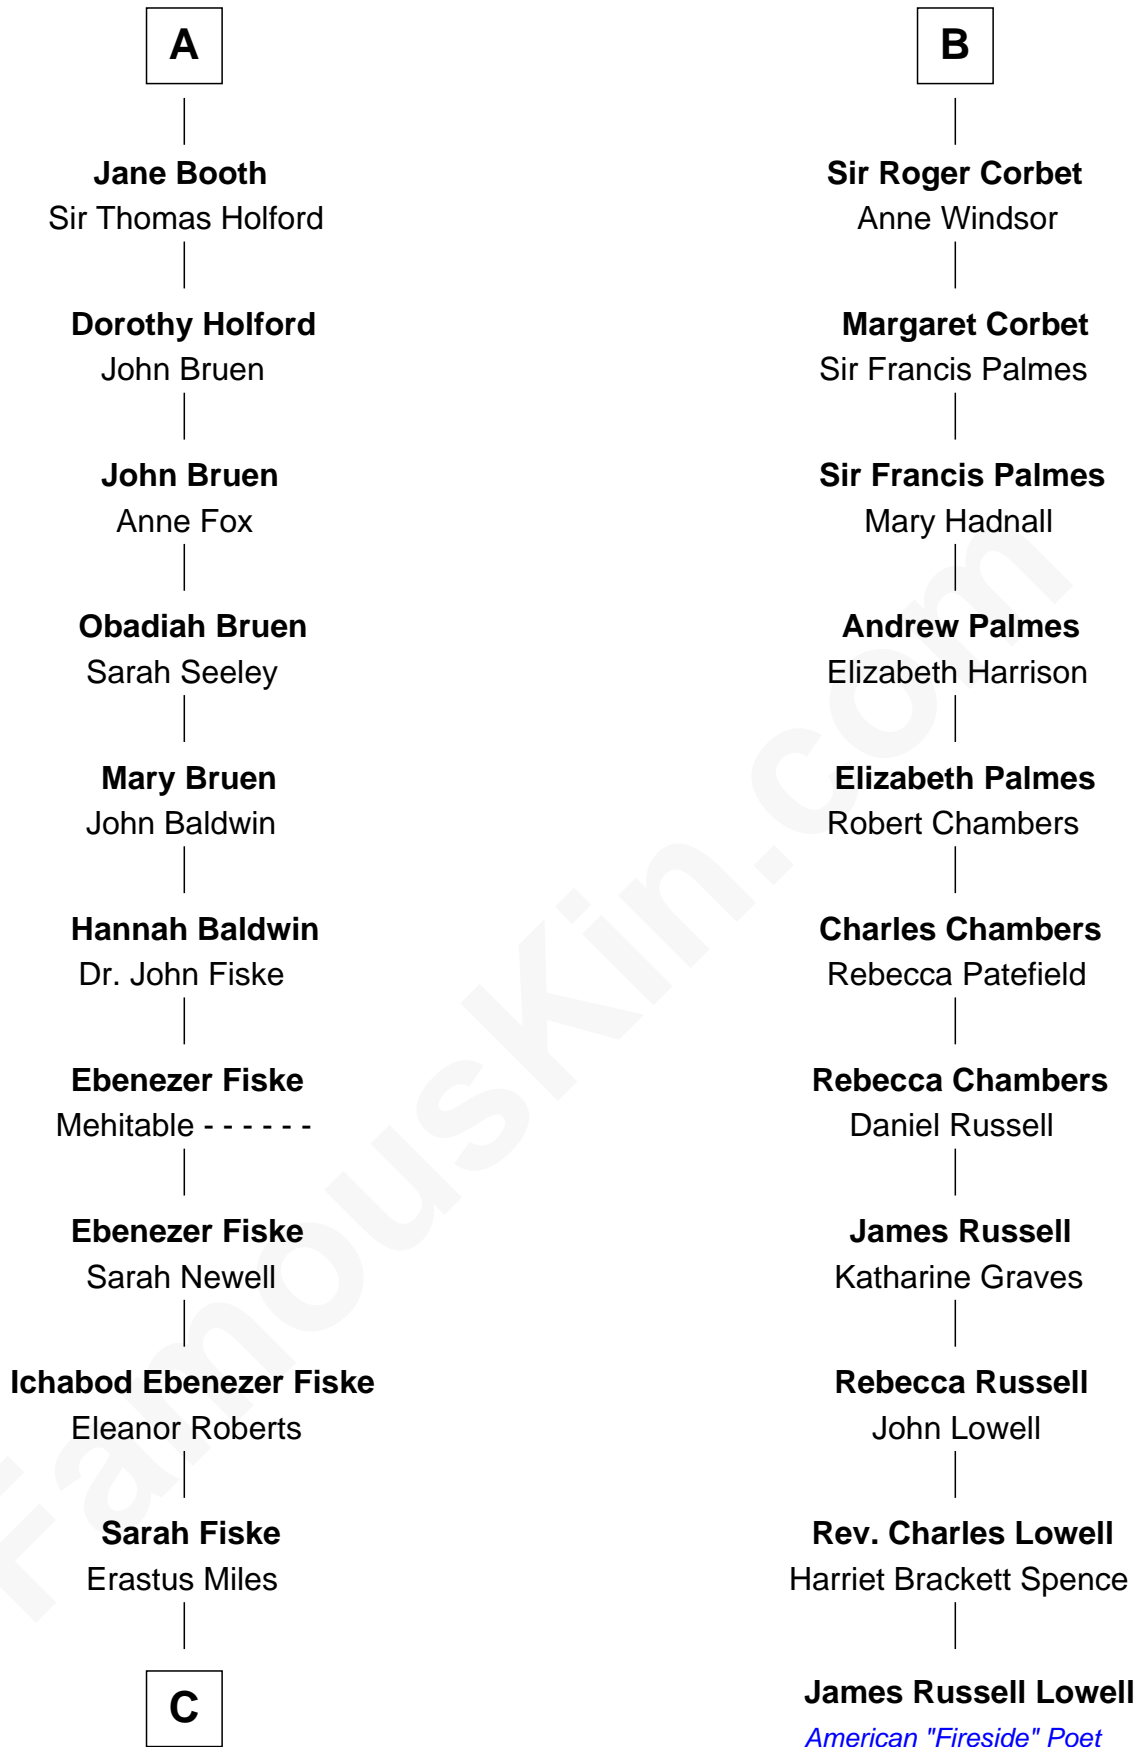 A
Jane Booth
Sir Thomas Holford
Dorothy Holford
John Bruen
John Bruen
Anne Fox
Obadiah Bruen
Sarah Seeley
Mary Bruen
John Baldwin
Hannah Baldwin
Dr. John Fiske
Ebenezer Fiske
Mehitable - - - - - -
Ebenezer Fiske
Sarah Newell
Ichabod Ebenezer Fiske
Eleanor Roberts
Sarah Fiske
Erastus Miles
C
B
Sir Roger Corbet
Anne Windsor
Margaret Corbet
Sir Francis Palmes
Sir Francis Palmes
Mary Hadnall
Andrew Palmes
Elizabeth Harrison
Elizabeth Palmes
Robert Chambers
Charles Chambers
Rebecca Patefield
Rebecca Chambers
Daniel Russell
James Russell
Katharine Graves
Rebecca Russell
John Lowell
Rev. Charles Lowell
Harriet Brackett Spence
James Russell Lowell
American "Fireside" Poet
FamousKin.com